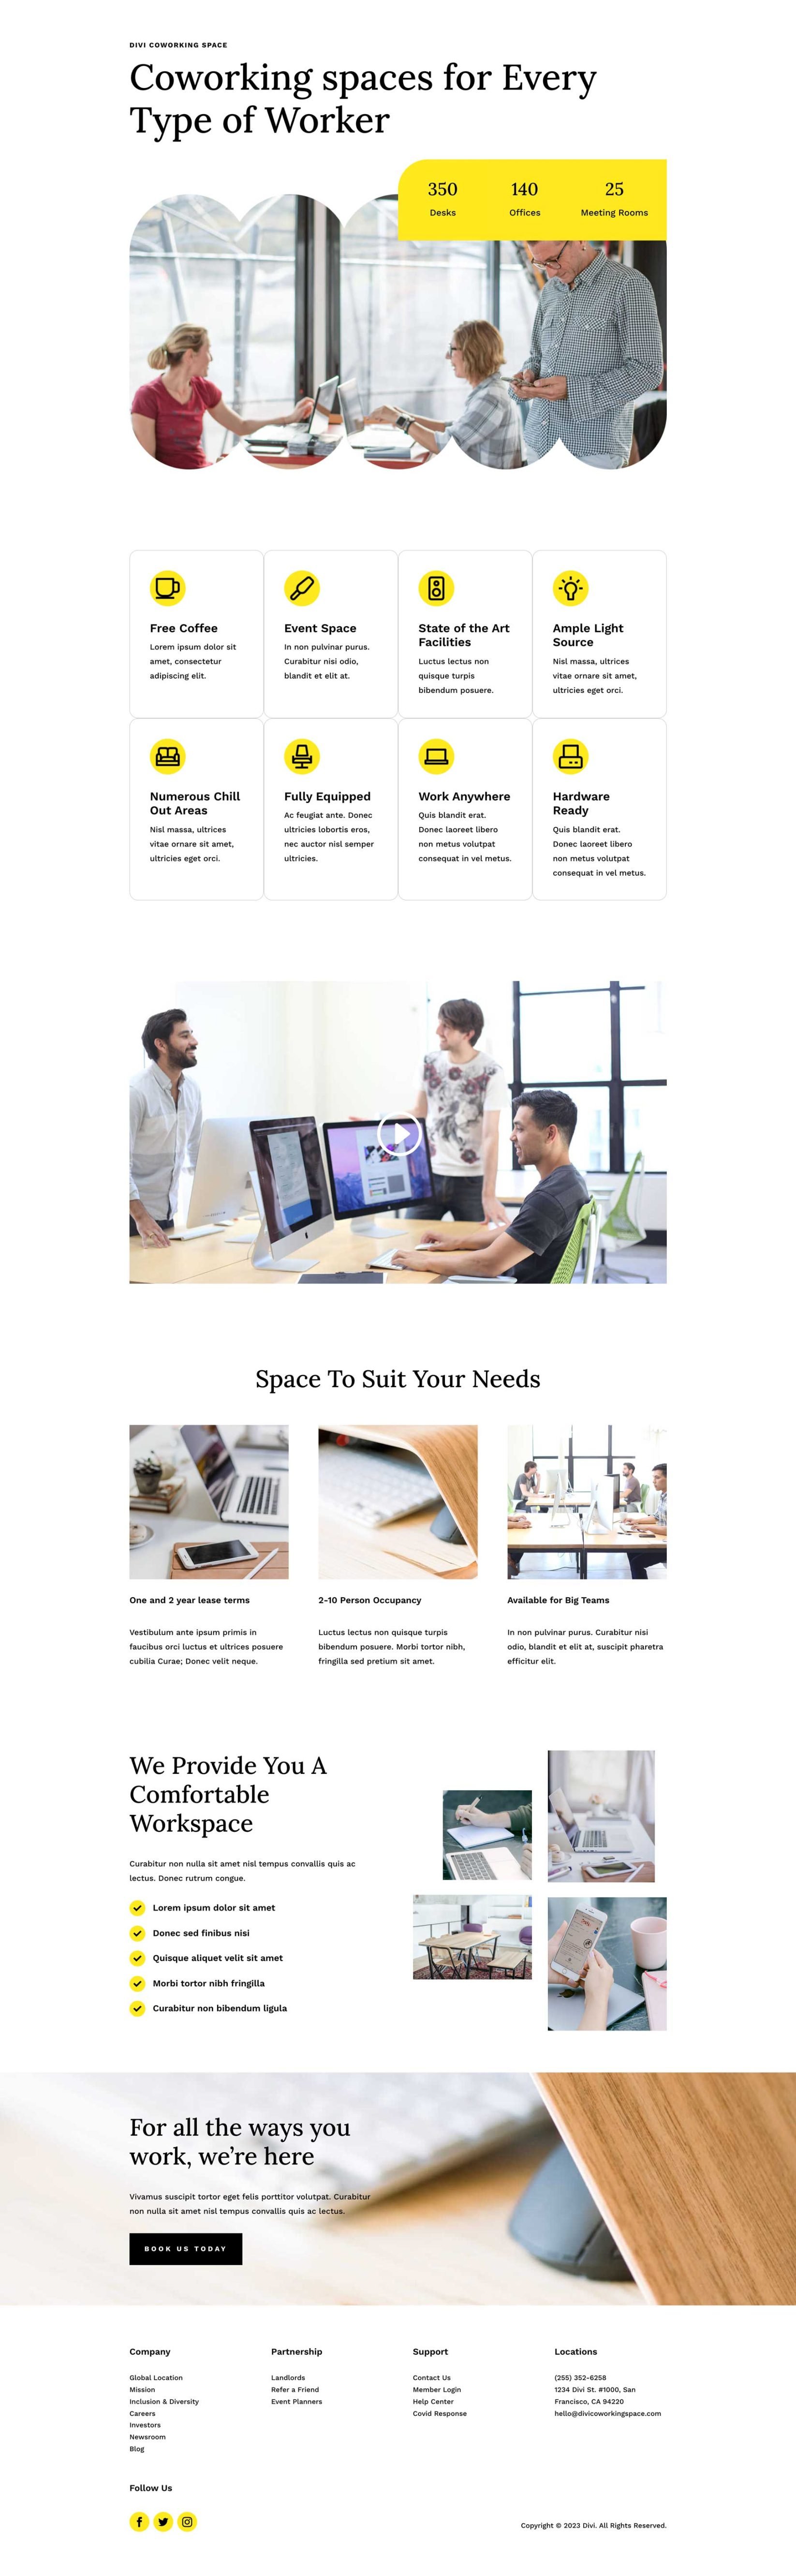 DIVI COWORKING SPACE
Coworking spaces for Every
Type of Worker
350
Desks
140
Offices
25
Meeting Rooms
Free Coffee
Lorem ipsum dolor sit
amet, consectetur
adipiscing elit.
Event Space
In non pulvinar purus.
Curabitur nisi odio,
blandit et elit at.
State of the Art
Facilities
Luctus lectus non
quisque turpis
bibendum posuere.
Ample Light
Source
Nisl massa, ultrices
vitae ornare sit amet,
ultricies eget orci.
Numerous Chill
Out Areas
Nisl massa, ultrices
vitae ornare sit amet,
ultricies eget orci.
Fully Equipped
Ac feugiat ante. Donec
ultricies lobortis eros,
nec auctor nisl semper
ultricies.
Work Anywhere
Quis blandit erat.
Donec laoreet libero
non metus volutpat
consequat in vel metus.
Hardware
Ready
Quis blandit erat.
Donec laoreet libero
non metus volutpat
consequat in vel metus.
Space To Suit Your Needs
One and 2 year lease terms
Vestibulum ante ipsum primis in
faucibus orci luctus et ultrices posuere
cubilia Curae; Donec velit neque.
2-10 Person Occupancy
Luctus lectus non quisque turpis
bibendum posuere. Morbi tortor nibh,
fringilla sed pretium sit amet.
Available for Big Teams
In non pulvinar purus. Curabitur nisi
odio, blandit et elit at, suscipit pharetra
efficitur elit.
We Provide You A
Comfortable
Workspace
Curabitur non nulla sit amet nisl tempus convallis quis ac
lectus. Donec rutrum congue.
Lorem ipsum dolor sit amet
Donec sed finibus nisi
Quisque aliquet velit sit amet
Morbi tortor nibh fringilla
Curabitur non bibendum ligula
For all the ways you
work, we’re here
Vivamus suscipit tortor eget felis porttitor volutpat. Curabitur
non nulla sit amet nisl tempus convallis quis ac lectus.
BOOK US TODAY
Company
Global Location
Mission
Inclusion & Diversity
Careers
Investors
Newsroom
Blog
Partnership
Landlords
Refer a Friend
Event Planners
Support
Contact Us
Member Login
Help Center
Covid Response
Locations
(255) 352-6258
1234 Divi St. #1000, San
Francisco, CA 94220
hello@divicoworkingspace.com
Follow Us
Copyright © 2023 Divi. All Rights Reserved.